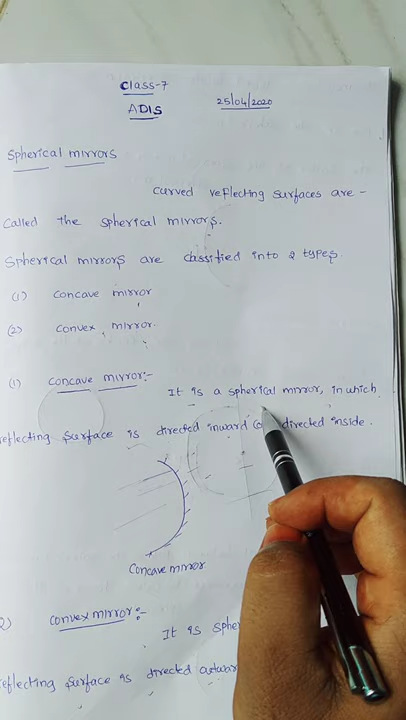 Class-7
ADIS
25/04/2020
Spherical mirrors
curved reflecting surfaces are -
called the spherical mirrors.
Spherical mirrors are classified into 2 types.
(1) concave mirror
(2) convex mirror.
(1) concave mirror:-
It is a spherical mirror, in which
reflecting surface is directed inward directed inside.
Concave mirror
2) convex mirror:-
It is
reflecting surface is directed